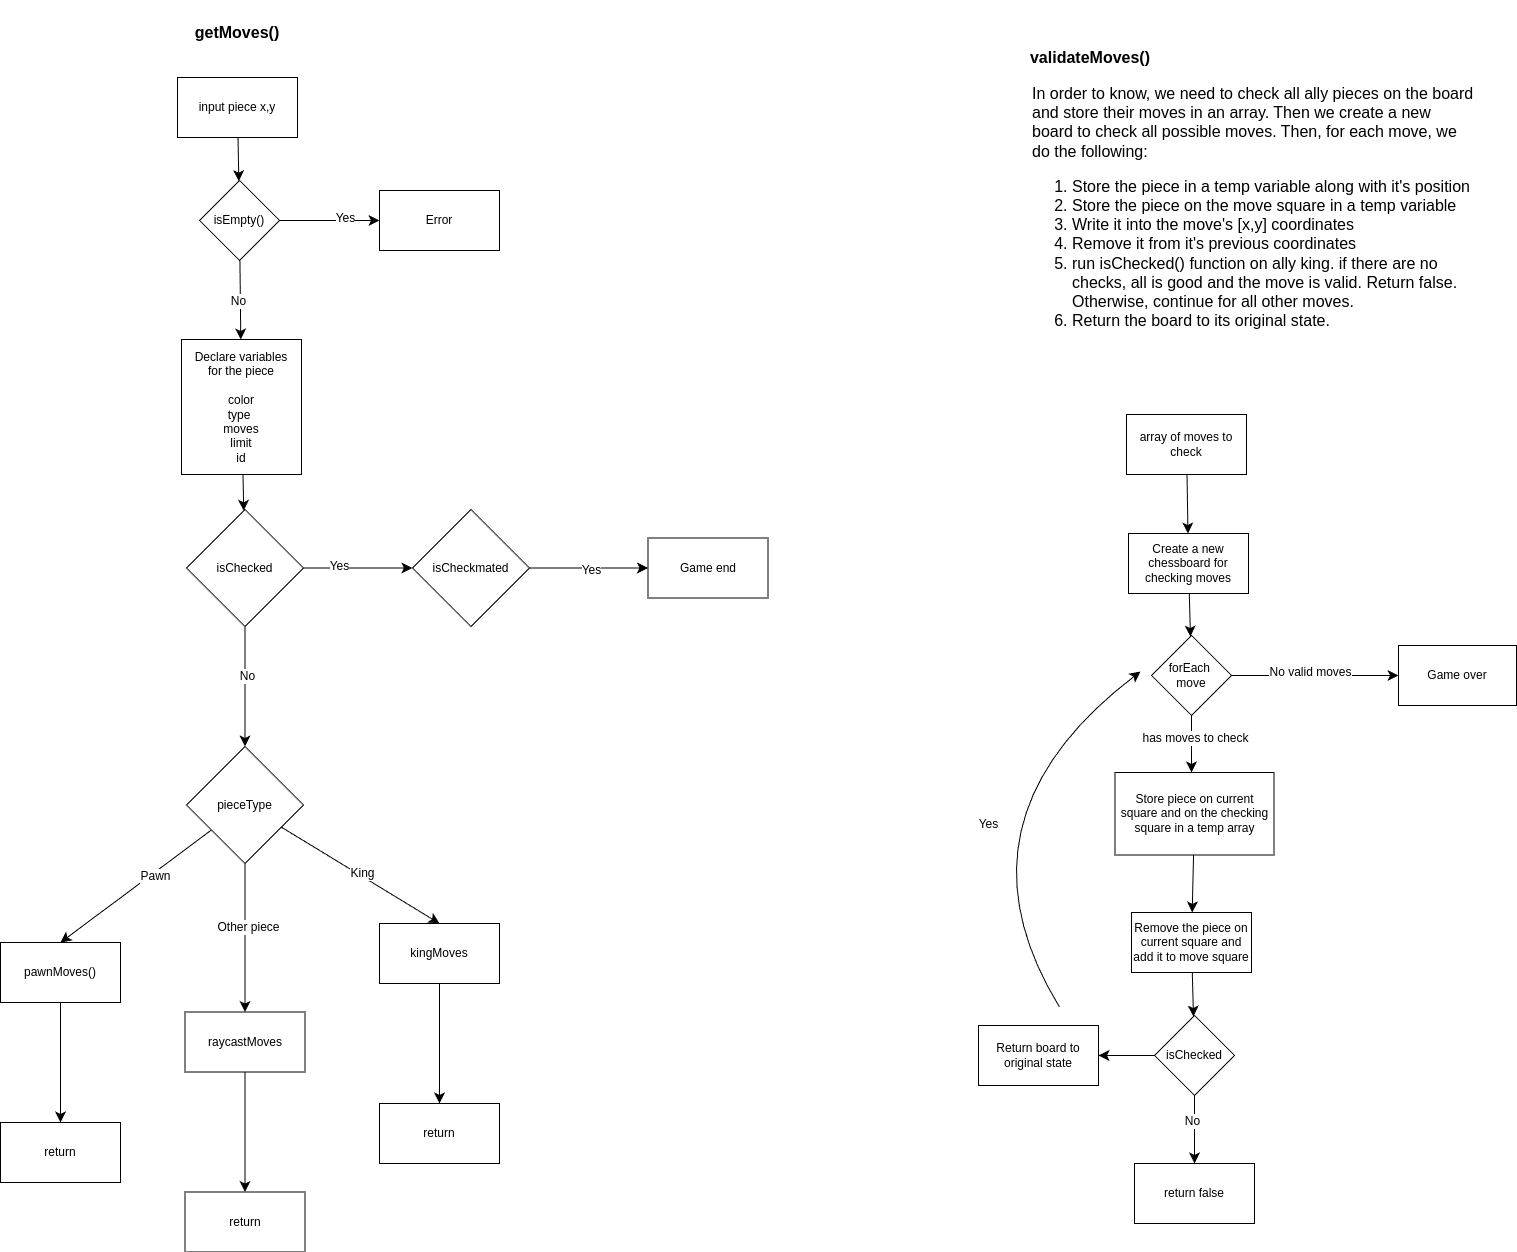 getMoves()
input piece x,y
isEmpty()
Yes
Error
No
Declare variables
for the piece
color
type
moves
limit
id
isChecked
Yes
isCheckmated
Yes
Game end
No
pieceType
Pawn
King
Other piece
pawnMoves()
kingMoves
raycastMoves
return
return
return
validateMoves()
In order to know, we need to check all ally pieces on the board
and store their moves in an array. Then we create a new
board to check all possible moves. Then, for each move, we
do the following:
1. Store the piece in a temp variable along with it's position
2. Store the piece on the move square in a temp variable
3. Write it into the move's [x,y] coordinates
4. Remove it from it's previous coordinates
5. run isChecked() function on ally king. if there are no
checks, all is good and the move is valid. Return false.
Otherwise, continue for all other moves.
6. Return the board to its original state.
array of moves to
check
Create a new
chessboard for
checking moves
forEach
move
No valid moves
Game over
has moves to check
Store piece on current
square and on the checking
square in a temp array
Yes
Remove the piece on
current square and
add it to move square
isChecked
Return board to
original state
No
return false